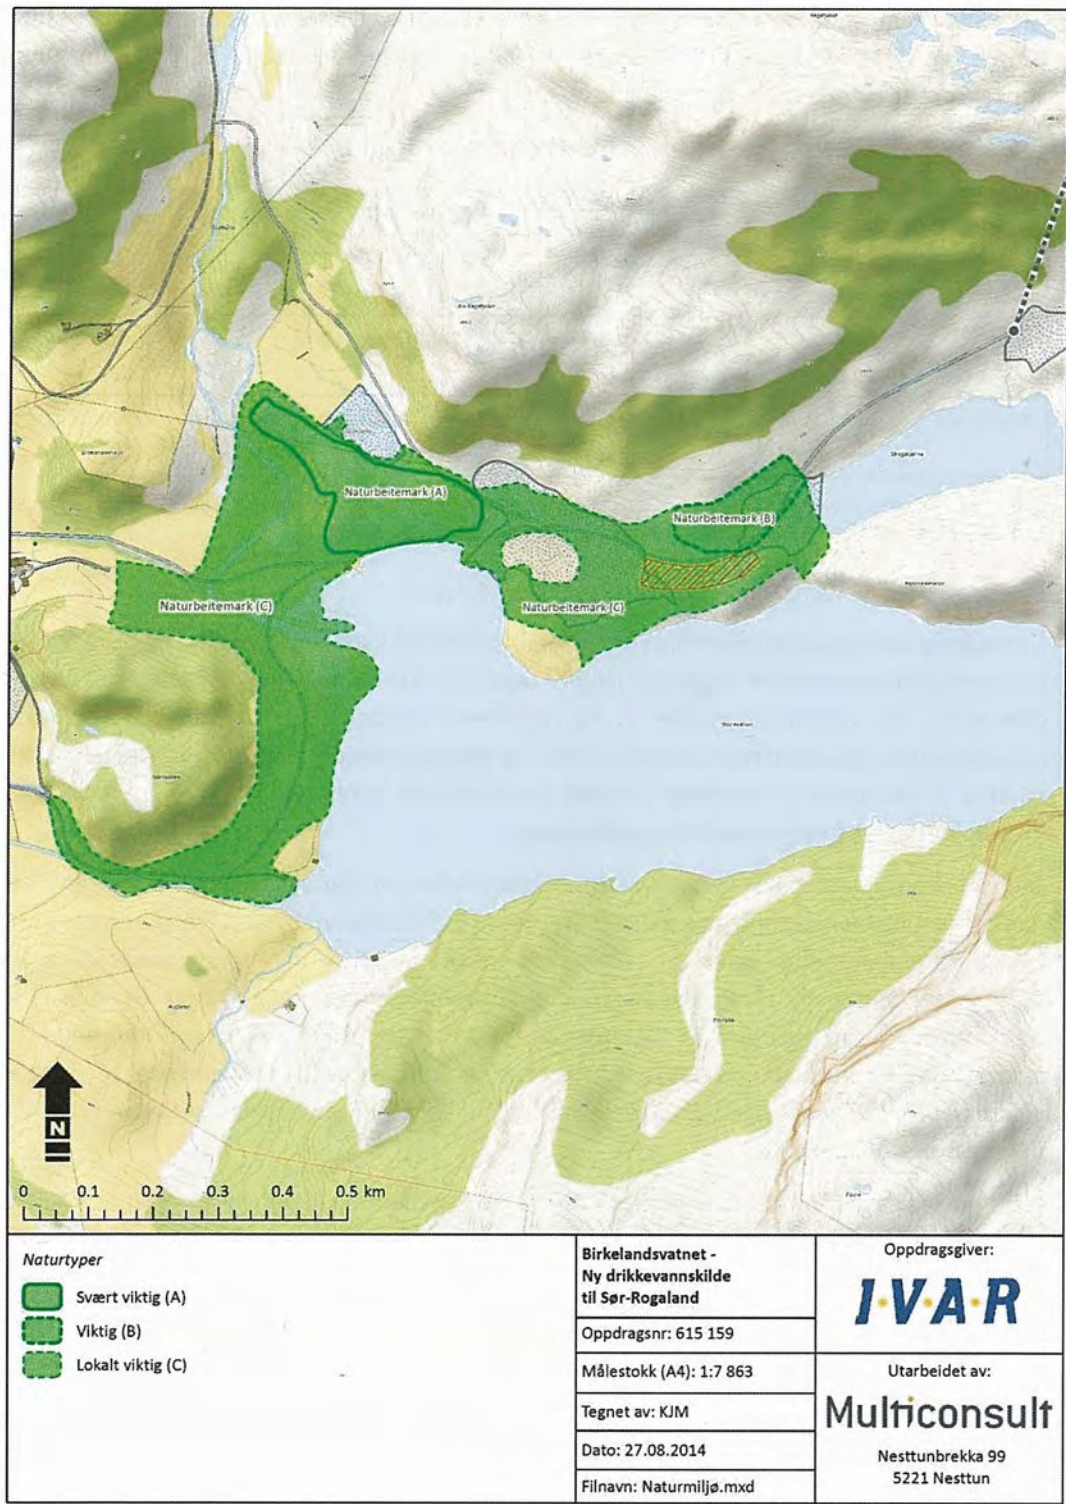 Naturbeitemark (A)
Naturbeitemark (B)
Naturbeitemark (C)
Naturbeitemark (C)
N
0 0.1 0.2 0.3 0.4 0.5 km
Naturtyper
Svært viktig (A)
Viktig (B)
Lokalt viktig (C)
Birkelandsvatnet -
Ny drikkevannskilde
til Sør-Rogaland
Oppdragsnr: 615 159
Målestokk (A4): 1:7 863
Tegnet av: KJM
Dato: 27.08.2014
Filnavn: Naturmiljø.mxd
Oppdragsgiver:
I·V·A·R
Utarbeidet av:
Multiconsult
Nesttunbrekka 99
5221 Nesttun